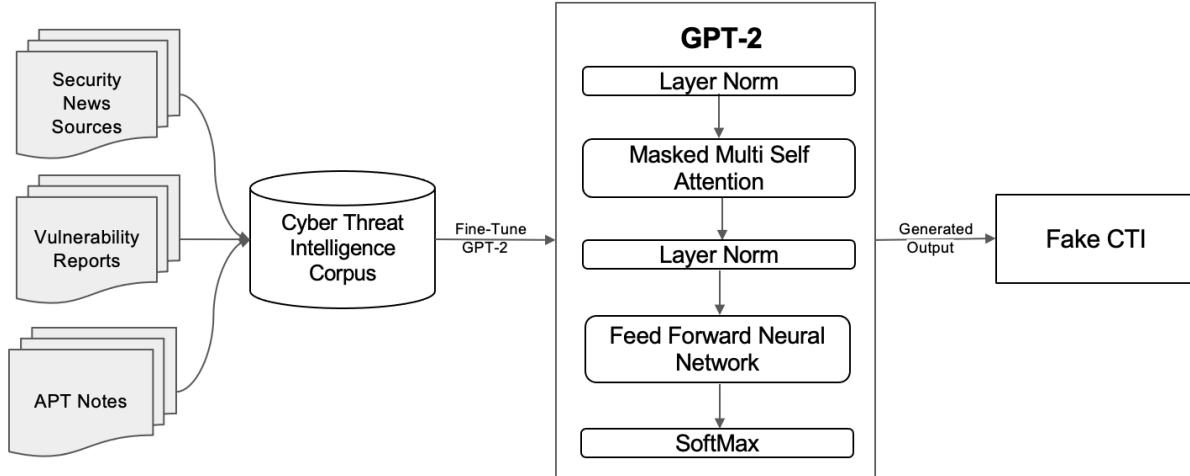 Security
News
Sources
Vulnerability
Reports
APT Notes
Cyber Threat
Intelligence
Corpus
Fine-Tune
GPT-2
GPT-2
Layer Norm
Masked Multi Self
Attention
Layer Norm
Feed Forward Neural
Network
SoftMax
Generated
Output
Fake CTI